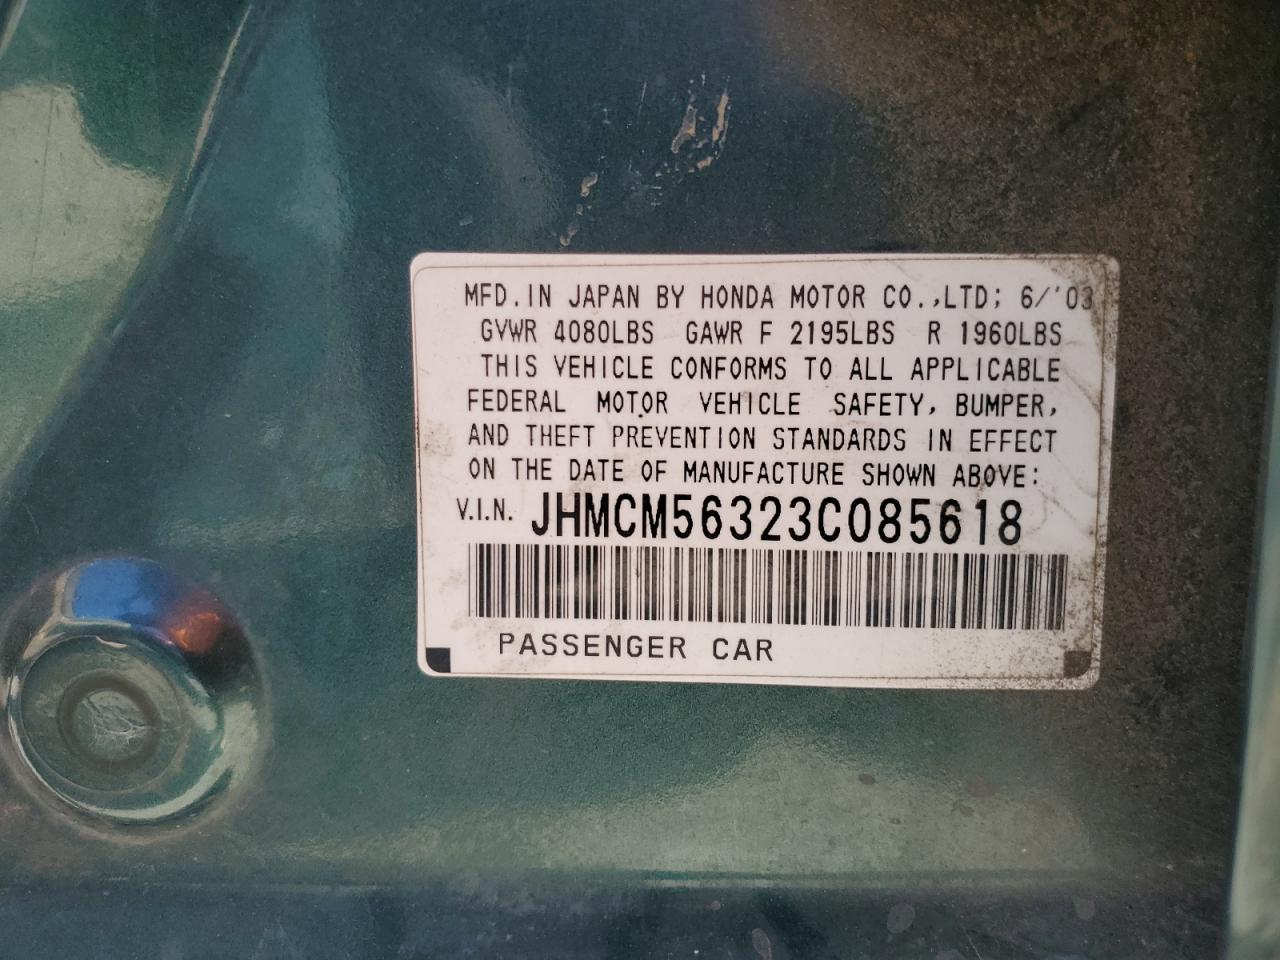 MFD.IN JAPAN BY HONDA MOTOR CO.,LTD; 6/'03
GVWR 4080LBS GAWR F 2195LBS R 1960LBS
THIS VEHICLE CONFORMS TO ALL APPLICABLE
FEDERAL MOTOR VEHICLE SAFETY, BUMPER,
AND THEFT PREVENTION STANDARDS IN EFFECT
ON THE DATE OF MANUFACTURE SHOWN ABOVE:
V.I.N. JHMCM56323C085618
PASSENGER CAR